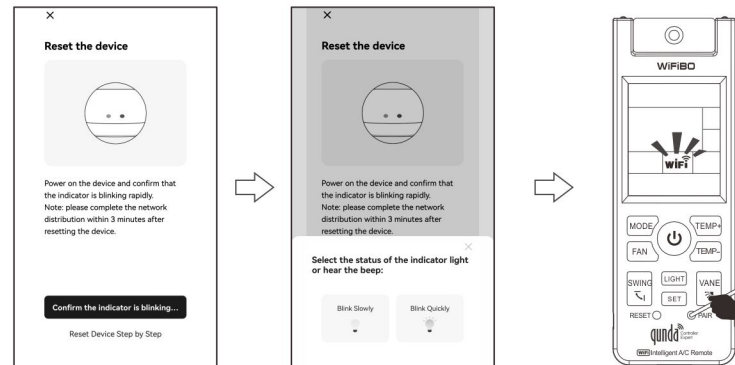 Reset the device
Power on the device and confirm that
the indicator is blinking rapidly.
Note: please complete the network
distribution within 3 minutes after
resetting the device.
Confirm the indicator is blinking...
Reset Device Step by Step
Reset the device
Power on the device and confirm that
the indicator is blinking rapidly.
Note: please complete the network
distribution within 3 minutes after
resetting the device.
Select the status of the indicator light
or hear the beep:
Blink Slowly
Blink Quickly
WiFiBO
WiFi
MODE
TEMP+
FAN
TEMP-
SWING
LIGHT
VANE
SET
RESET
PAIR
qunda Controller Expert
WiFi Intelligent A/C Remote